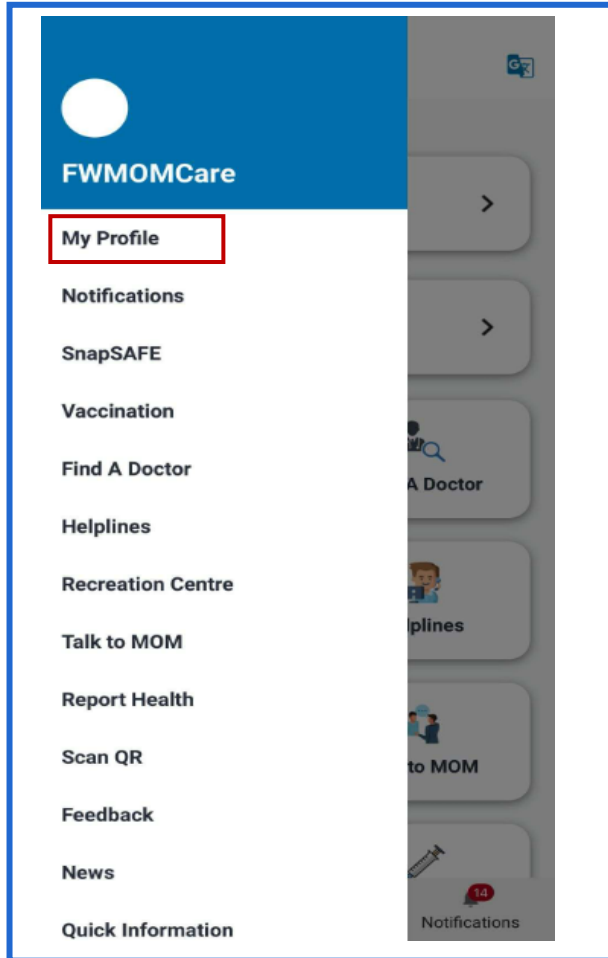 FWMOMCare
My Profile
Notifications
SnapSAFE
Vaccination
Find A Doctor
Helplines
Recreation Centre
Talk to MOM
Report Health
Scan QR
Feedback
News
Quick Information
A Doctor
lplines
to MOM
14
Notifications